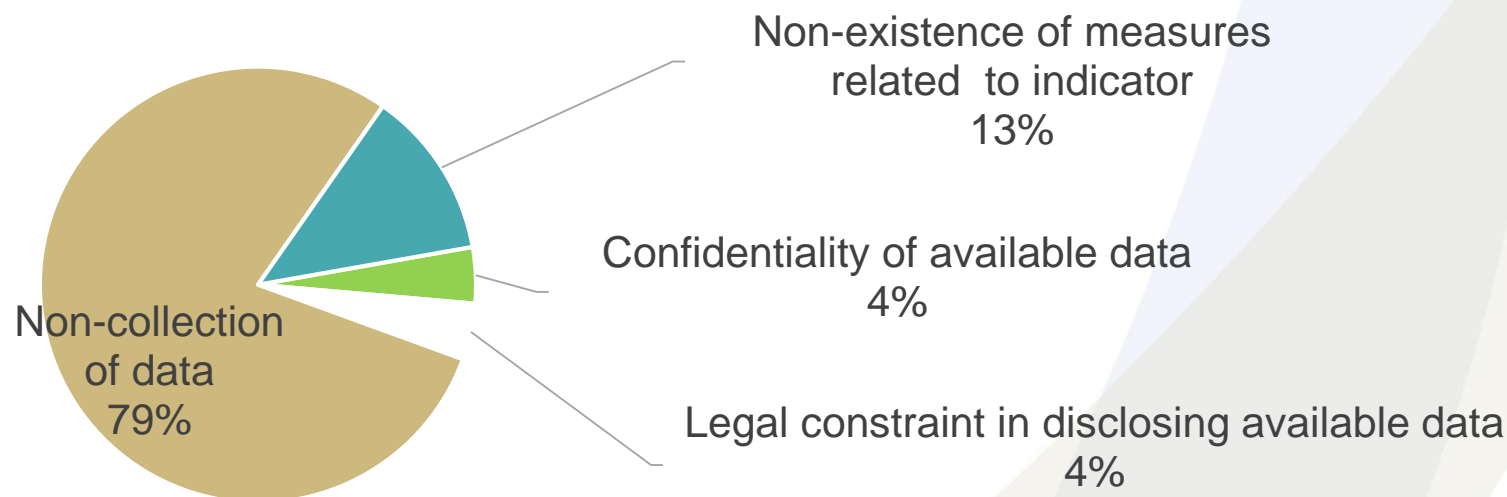 Non-existence of measures
related to indicator
13%
Confidentiality of available data
4%
Non-collection
of data
79%
Legal constraint in disclosing available data
4%